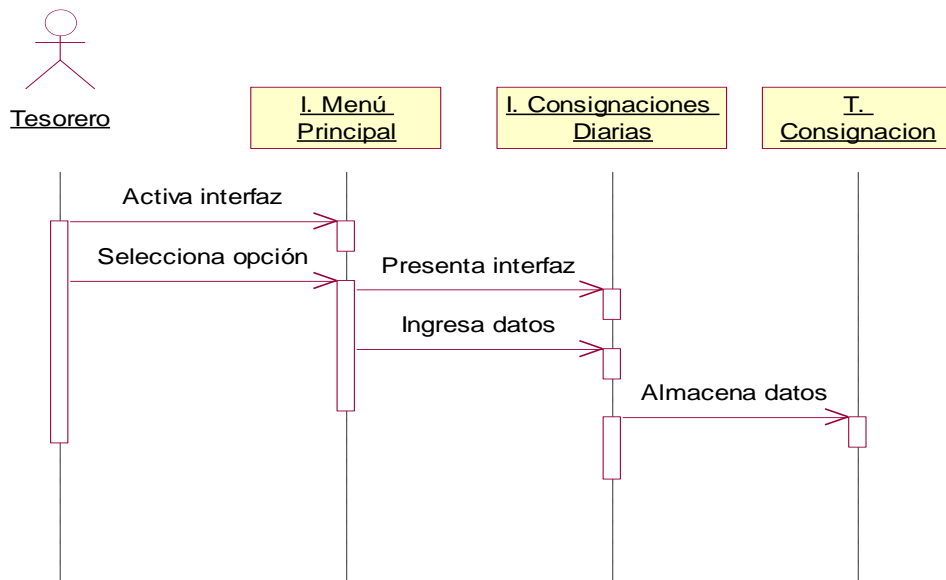 Tesorero
I. Menú
Principal
I. Consignaciones
Diarias
T.
Consignacion
Activa interfaz
Selecciona opción
Presenta interfaz
Ingresa datos
Almacena datos